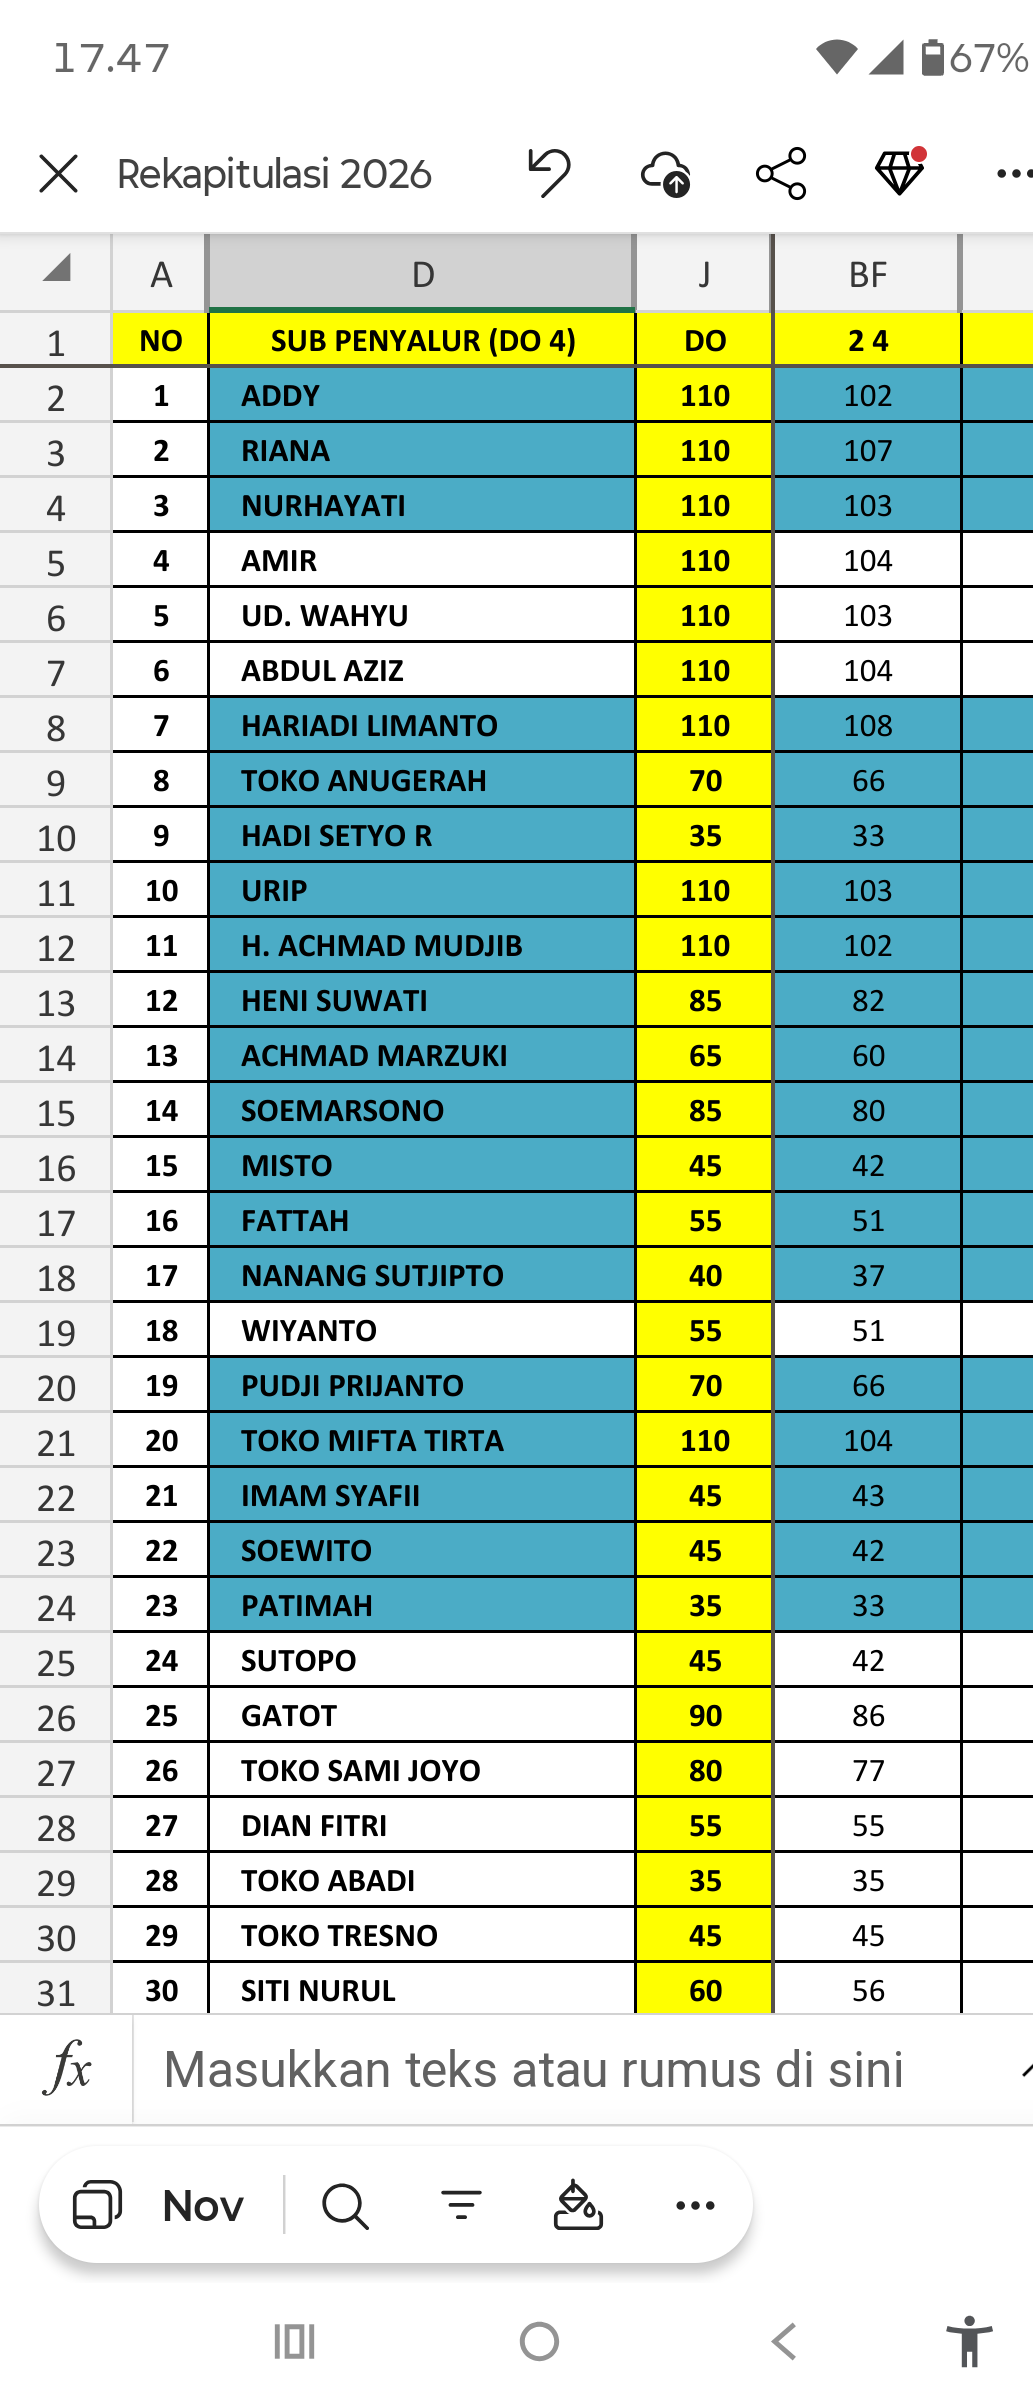 17.47 67%
Rekapitulasi 2026
A D J BF
1 NO SUB PENYALUR (DO 4) DO 2 4
2 1 ADDY 110 102
3 2 RIANA 110 107
4 3 NURHAYATI 110 103
5 4 AMIR 110 104
6 5 UD. WAHYU 110 103
7 6 ABDUL AZIZ 110 104
8 7 HARIADI LIMANTO 110 108
9 8 TOKO ANUGERAH 70 66
10 9 HADI SETYO R 35 33
11 10 URIP 110 103
12 11 H. ACHMAD MUDJIB 110 102
13 12 HENI SUWATI 85 82
14 13 ACHMAD MARZUKI 65 60
15 14 SOEMARSONO 85 80
16 15 MISTO 45 42
17 16 FATTAH 55 51
18 17 NANANG SUTJIPTO 40 37
19 18 WIYANTO 55 51
20 19 PUDJI PRIJANTO 70 66
21 20 TOKO MIFTA TIRTA 110 104
22 21 IMAM SYAFII 45 43
23 22 SOEWITO 45 42
24 23 PATIMAH 35 33
25 24 SUTOPO 45 42
26 25 GATOT 90 86
27 26 TOKO SAMI JOYO 80 77
28 27 DIAN FITRI 55 55
29 28 TOKO ABADI 35 35
30 29 TOKO TRESNO 45 45
31 30 SITI NURUL 60 56
fx Masukkan teks atau rumus di sini
Nov